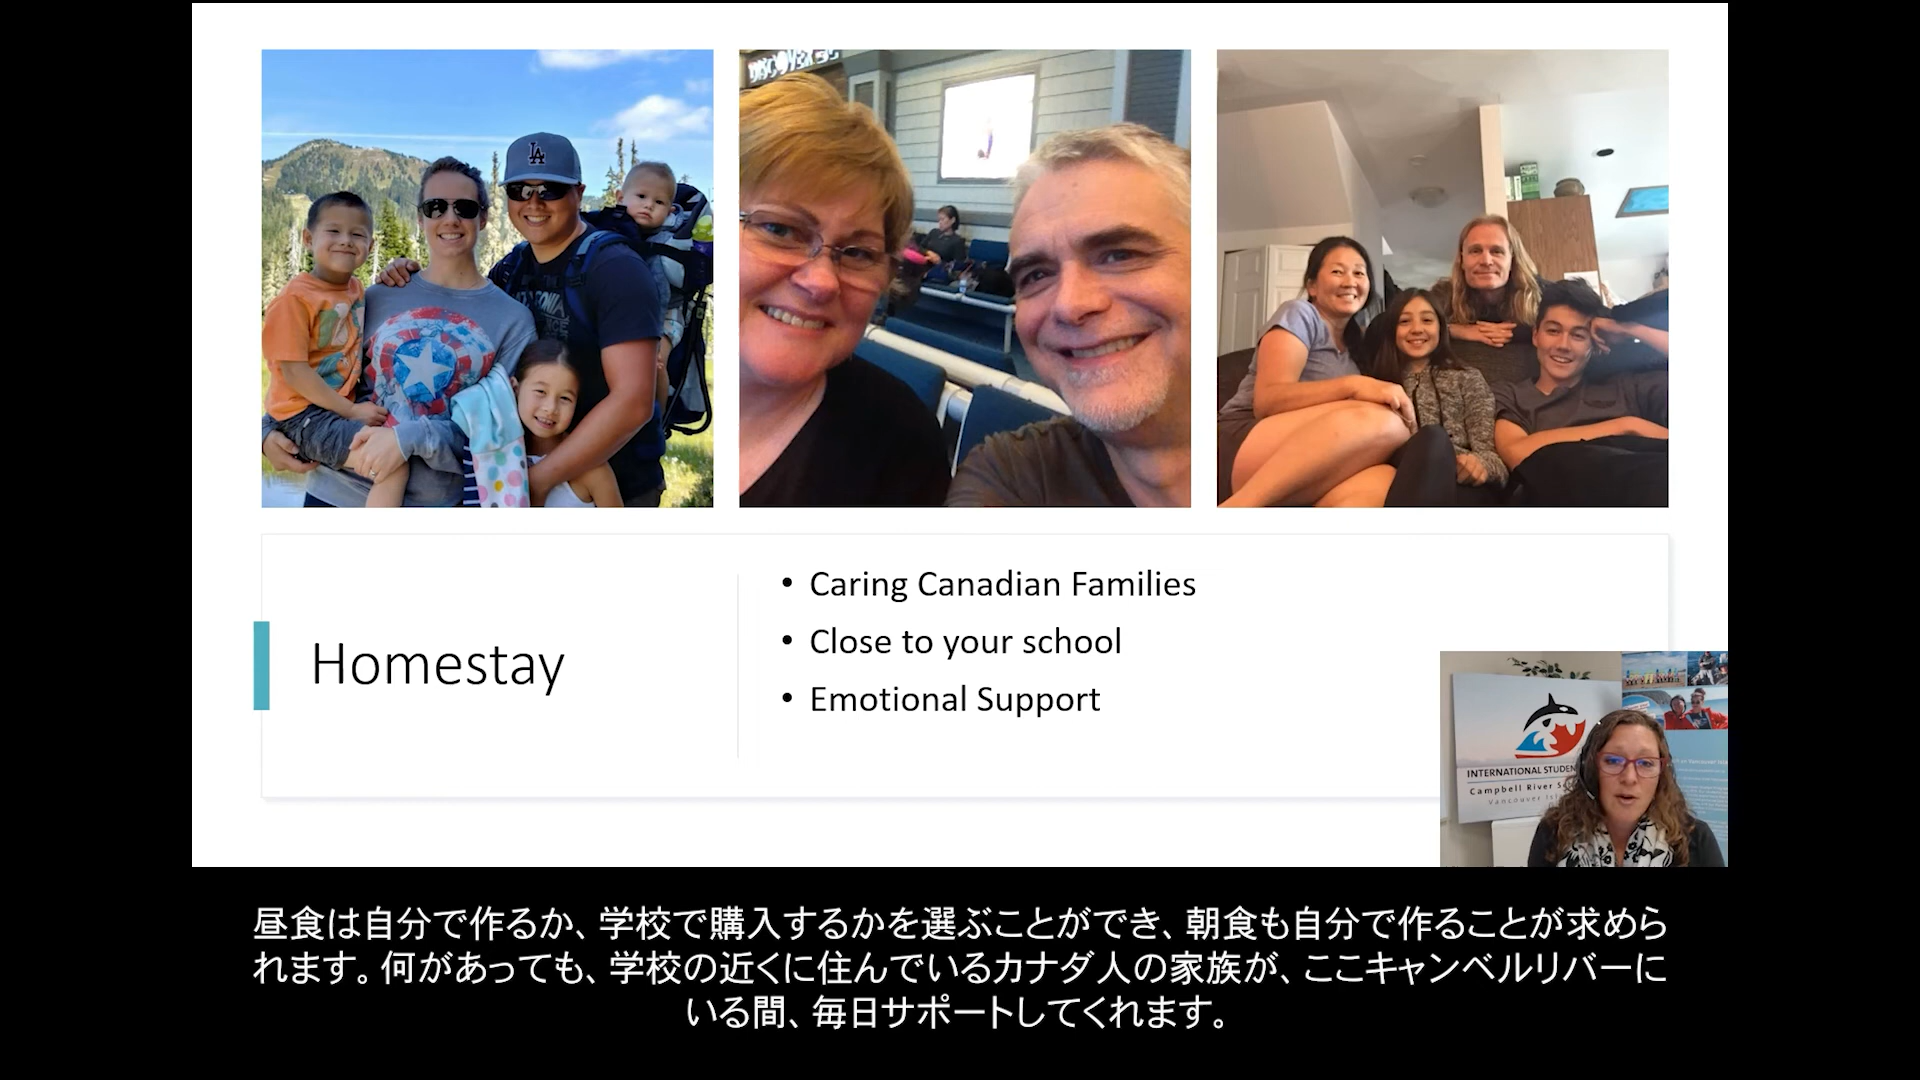 Homestay
• Caring Canadian Families
• Close to your school
• Emotional Support
INTERNATIONAL STUDEN
Campbell River S
Vancouver Isl
昼食は自分で作るか、学校で購入するかを選ぶことができ、朝食も自分で作ることが求めら
れます。何があっても、学校の近くに住んでいるカナダ人の家族が、ここキャンベルリバーに
いる間、毎日サポートしてくれます。